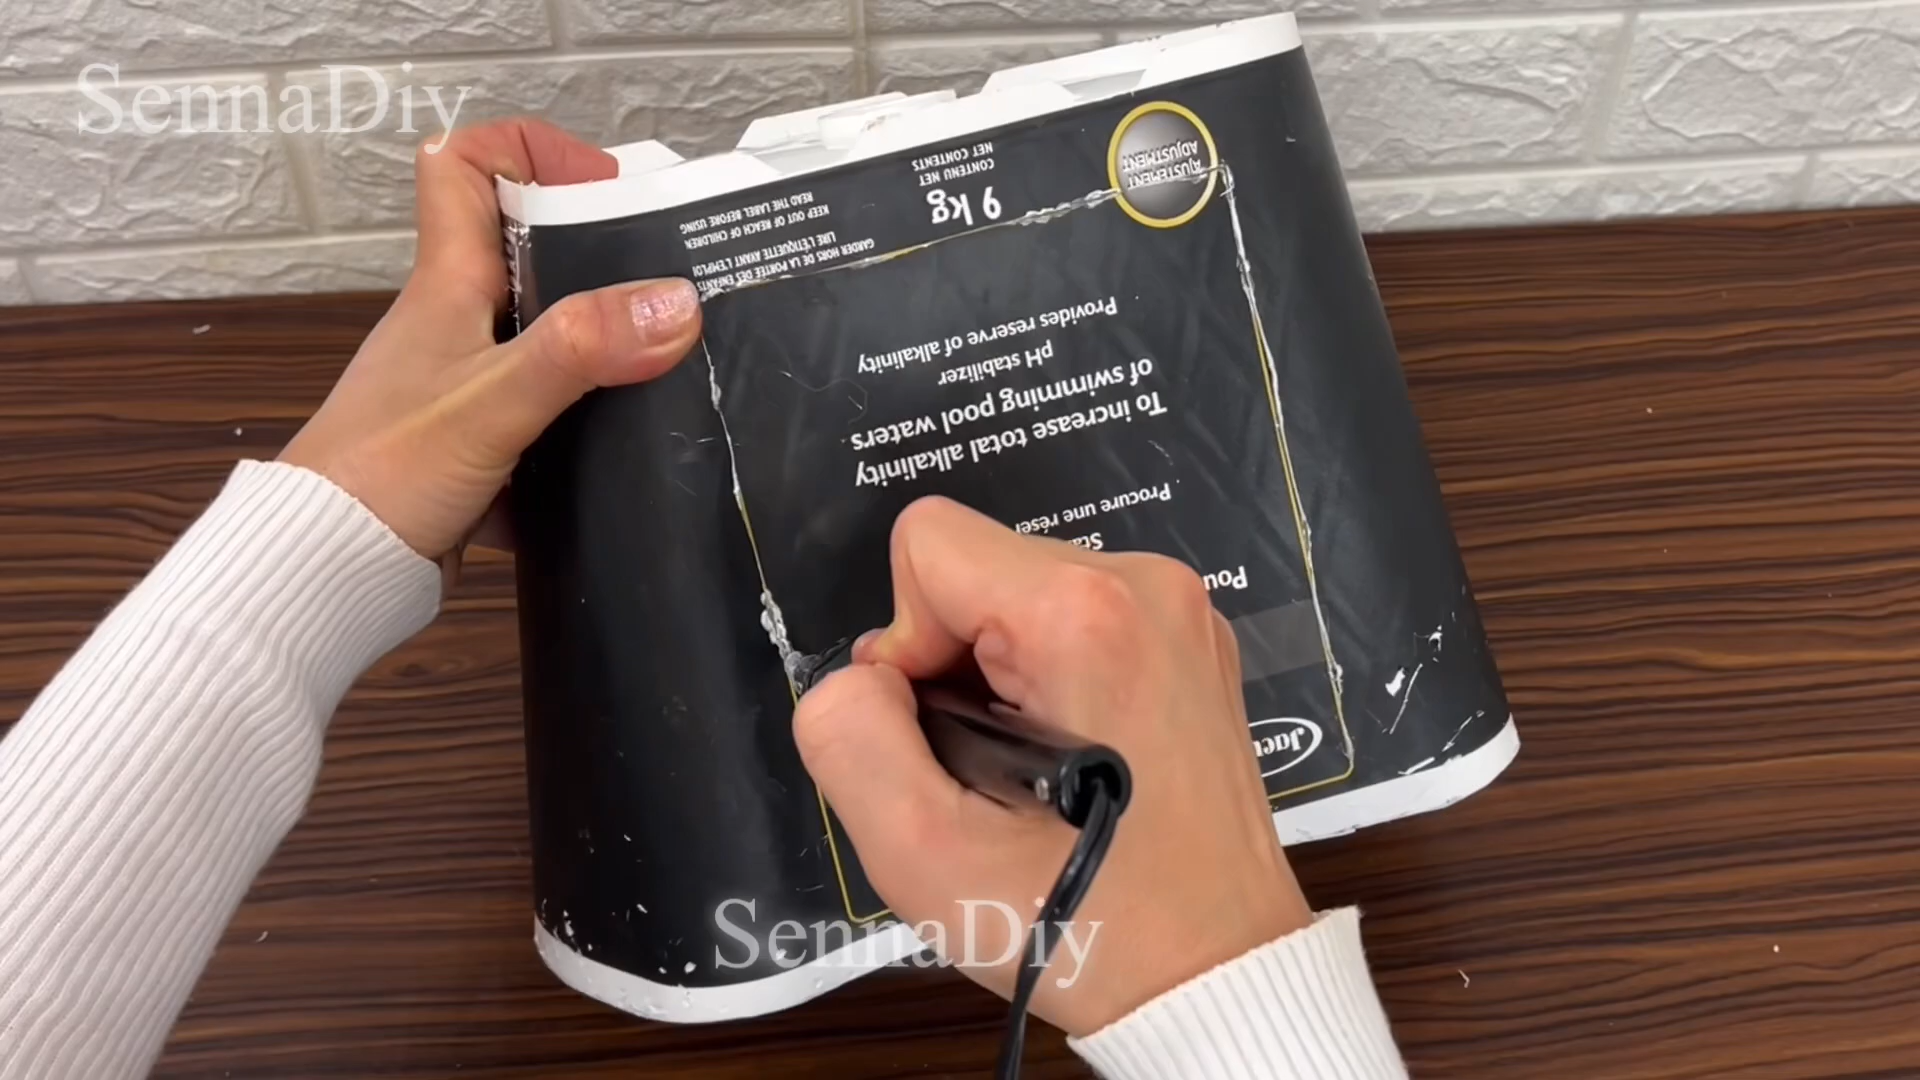 SennaDiy
Jacu
Pou
Sta
Procure une réser
To increase total alkalinity
of swimming pool waters
pH stabilizer
Provides reserve of alkalinity
GARDER HORS DE LA PORTÉE DES ENFANTS
LIRE L'ÉTIQUETTE AVANT L'EMPLOI
KEEP OUT OF REACH OF CHILDREN
READ THE LABEL BEFORE USING
9 kg
CONTENU NET
NET CONTENTS
AJUSTEMENT
ADJUSTMENT
SennaDiy